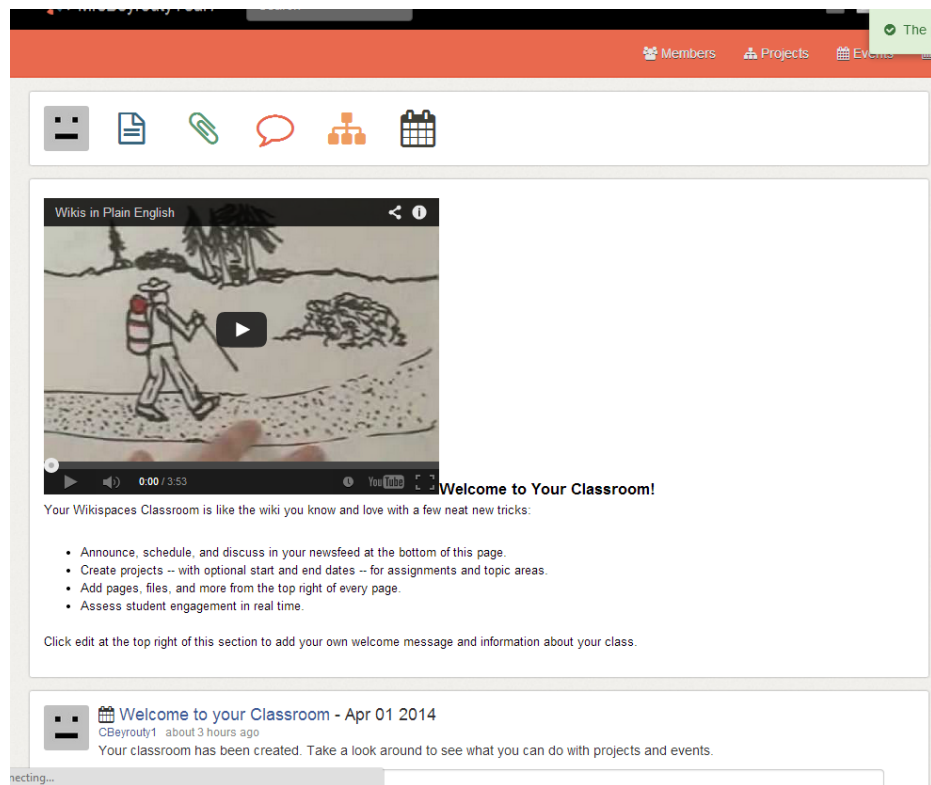 The
Members Projects Events
Wikis in Plain English
0:00 / 3:53 YouTube
Welcome to Your Classroom!
Your Wikispaces Classroom is like the wiki you know and love with a few neat new tricks:
Announce, schedule, and discuss in your newsfeed at the bottom of this page.
Create projects -- with optional start and end dates -- for assignments and topic areas.
Add pages, files, and more from the top right of every page.
Assess student engagement in real time.
Click edit at the top right of this section to add your own welcome message and information about your class.
Welcome to your Classroom - Apr 01 2014
CBeyrouty1 about 3 hours ago
Your classroom has been created. Take a look around to see what you can do with projects and events.
necting...